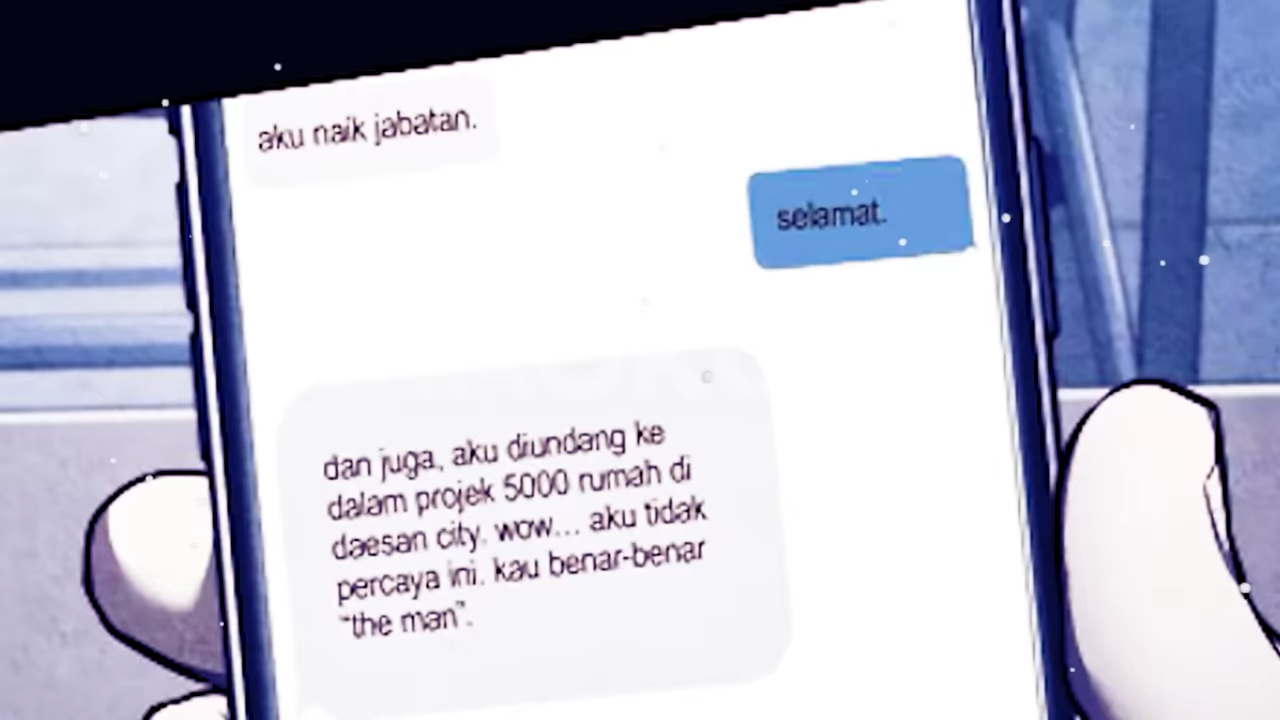 aku naik jabatan.
selamat.
dan juga, aku diundang ke
dalam projek 5000 rumah di
daesan city. wow... aku tidak
percaya ini. kau benar-benar
"the man".